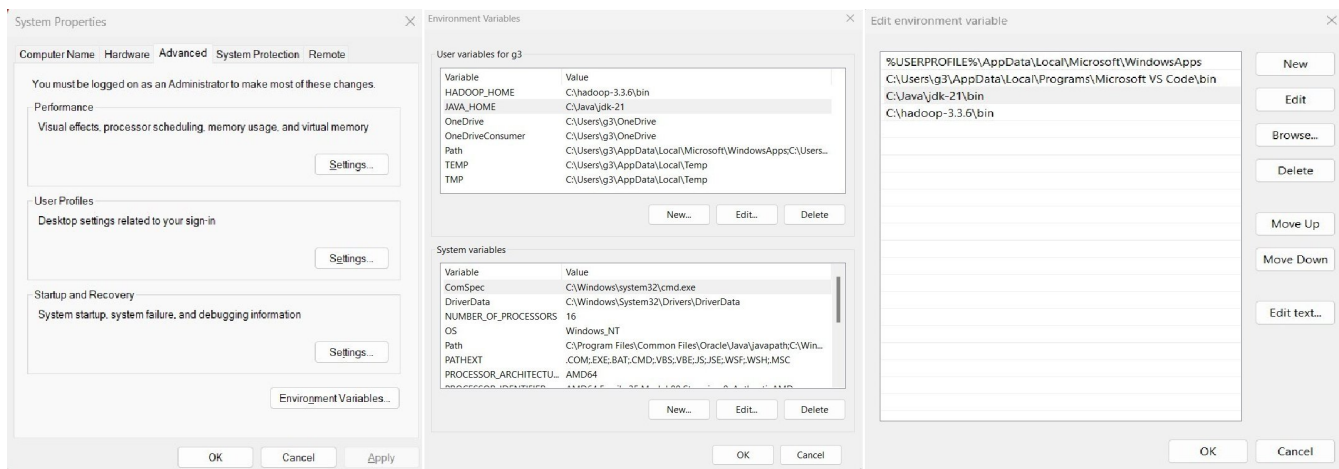 System Properties
Computer Name Hardware Advanced System Protection Remote
You must be logged on as an Administrator to make most of these changes.
Performance
Visual effects, processor scheduling, memory usage, and virtual memory
Settings...
User Profiles
Desktop settings related to your sign-in
Settings...
Startup and Recovery
System startup, system failure, and debugging information
Settings...
Environment Variables...
OK Cancel Apply
Environment Variables
User variables for g3
Variable Value
HADOOP_HOME C:\hadoop-3.3.6\bin
JAVA_HOME C:\Java\jdk-21
OneDrive C:\Users\g3\OneDrive
OneDriveConsumer C:\Users\g3\OneDrive
Path C:\Users\g3\AppData\Local\Microsoft\WindowsApps;C:\Users...
TEMP C:\Users\g3\AppData\Local\Temp
TMP C:\Users\g3\AppData\Local\Temp
New... Edit... Delete
System variables
Variable Value
ComSpec C:\Windows\system32\cmd.exe
DriverData C:\Windows\System32\Drivers\DriverData
NUMBER_OF_PROCESSORS 16
OS Windows_NT
Path C:\Program Files\Common Files\Oracle\Java\javapath;C:\Win...
PATHEXT .COM;.EXE;.BAT;.CMD;.VBS;.VBE;.JS;.JSE;.WSF;.WSH;.MSC
PROCESSOR_ARCHITECTU... AMD64
New... Edit... Delete
OK Cancel
Edit environment variable
%USERPROFILE%\AppData\Local\Microsoft\WindowsApps
C:\Users\g3\AppData\Local\Programs\Microsoft VS Code\bin
C:\Java\jdk-21\bin
C:\hadoop-3.3.6\bin
New
Edit
Browse...
Delete
Move Up
Move Down
Edit text...
OK Cancel